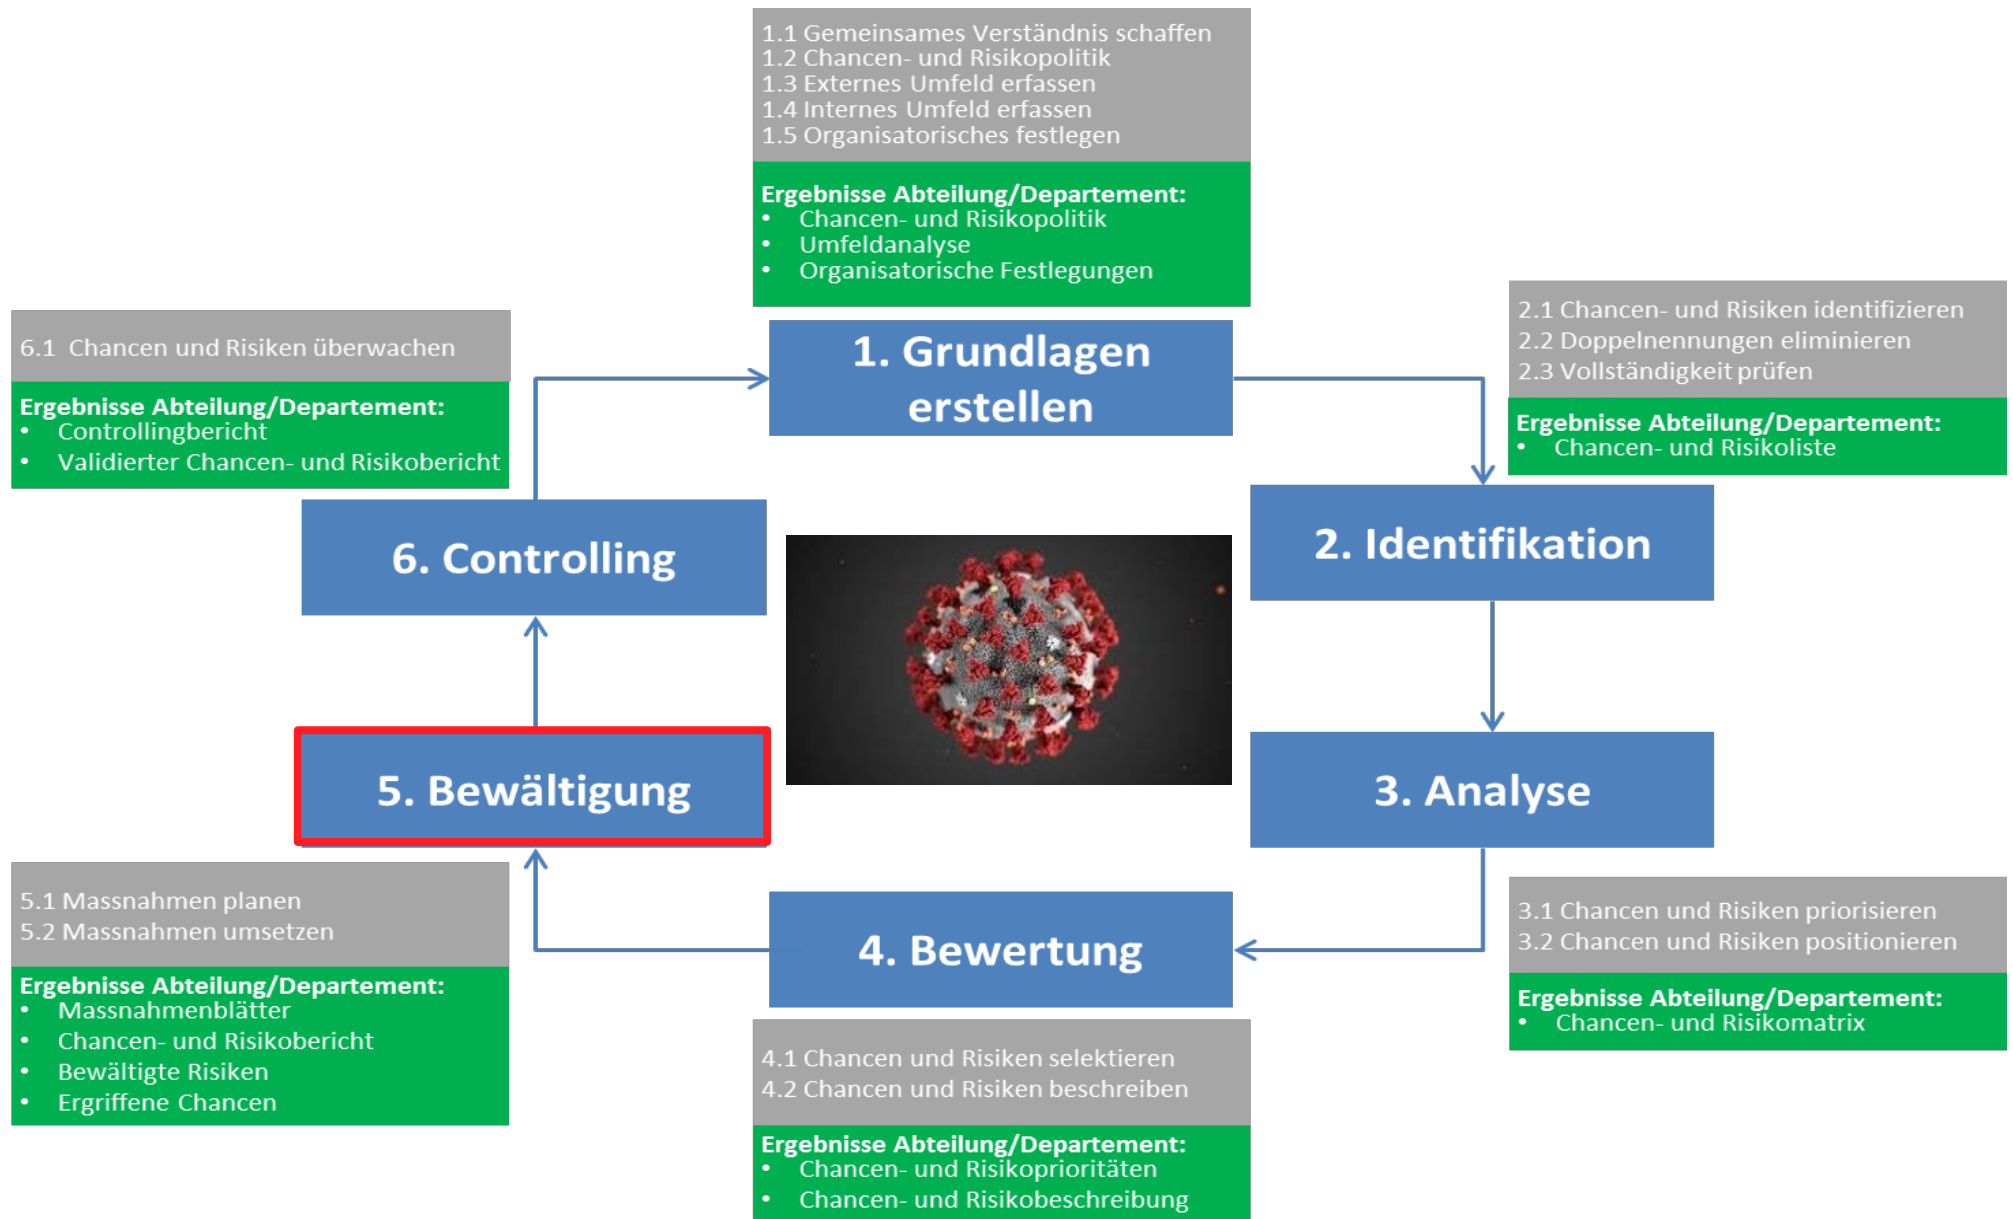 1.1 Gemeinsames Verständnis schaffen
1.2 Chancen- und Risikopolitik
1.3 Externes Umfeld erfassen
1.4 Internes Umfeld erfassen
1.5 Organisatorisches festlegen
Ergebnisse Abteilung/Departement:
• Chancen- und Risikopolitik
• Umfeldanalyse
• Organisatorische Festlegungen
1. Grundlagen
erstellen
2.1 Chancen- und Risiken identifizieren
2.2 Doppelnennungen eliminieren
2.3 Vollständigkeit prüfen
Ergebnisse Abteilung/Departement:
• Chancen- und Risikoliste
2. Identifikation
3. Analyse
3.1 Chancen und Risiken priorisieren
3.2 Chancen und Risiken positionieren
Ergebnisse Abteilung/Departement:
• Chancen- und Risikomatrix
4. Bewertung
4.1 Chancen und Risiken selektieren
4.2 Chancen und Risiken beschreiben
Ergebnisse Abteilung/Departement:
• Chancen- und Risikoprioritäten
• Chancen- und Risikobeschreibung
5. Bewältigung
5.1 Massnahmen planen
5.2 Massnahmen umsetzen
Ergebnisse Abteilung/Departement:
• Massnahmenblätter
• Chancen- und Risikobericht
• Bewältigte Risiken
• Ergriffene Chancen
6.1 Chancen und Risiken überwachen
Ergebnisse Abteilung/Departement:
• Controllingbericht
• Validierter Chancen- und Risikobericht
6. Controlling